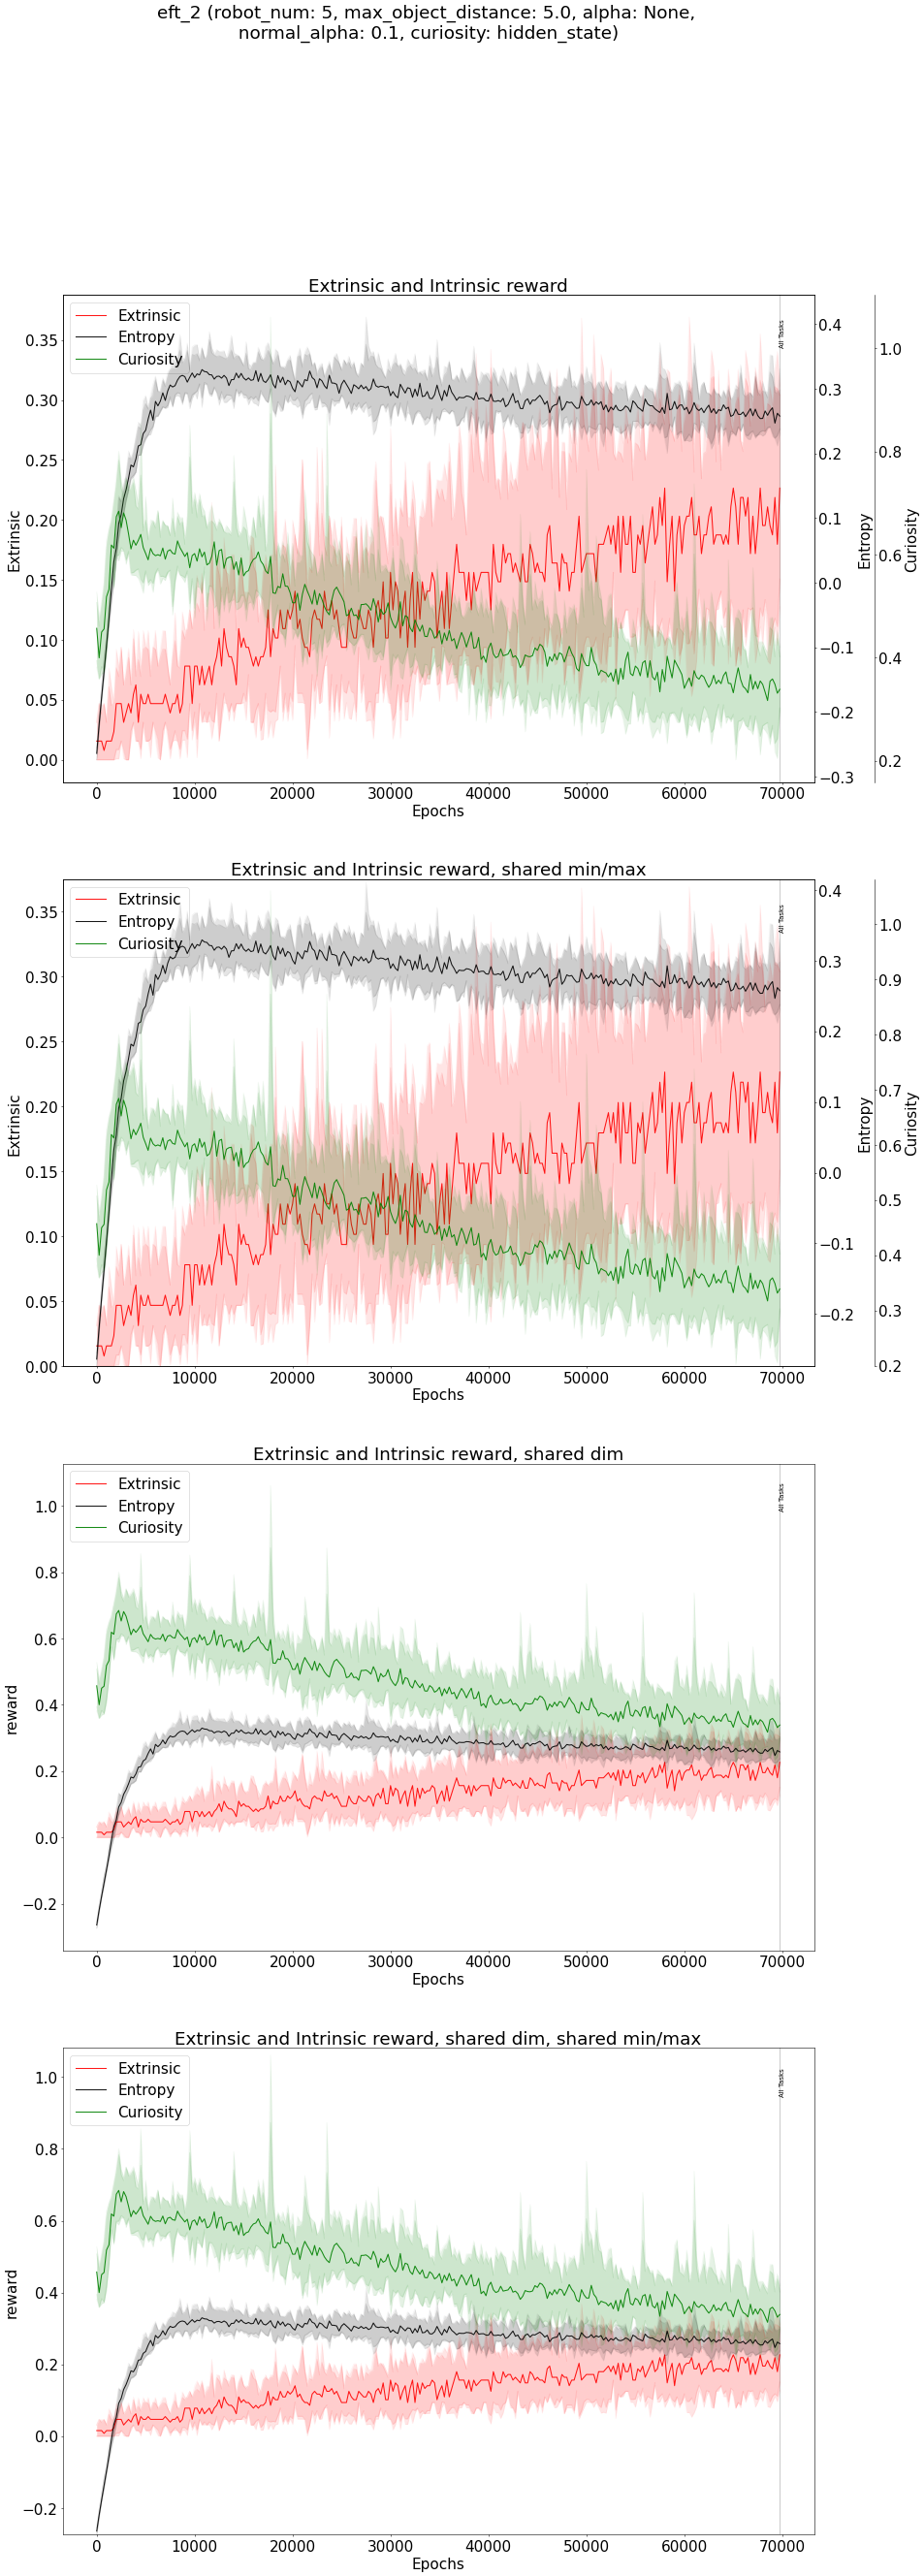 eft_2 (robot_num: 5, max_object_distance: 5.0, alpha: None,
normal_alpha: 0.1, curiosity: hidden_state)
Extrinsic and Intrinsic reward
Extrinsic
Entropy
Curiosity
All Tasks
0.35
0.30
0.25
0.20
0.15
0.10
0.05
0.00
Extrinsic
0.4
0.3
0.2
0.1
0.0
−0.1
−0.2
−0.3
Entropy
1.0
0.8
0.6
0.4
0.2
Curiosity
0 10000 20000 30000 40000 50000 60000 70000
Epochs
Extrinsic and Intrinsic reward, shared min/max
Extrinsic
Entropy
Curiosity
All Tasks
0.35
0.30
0.25
0.20
0.15
0.10
0.05
0.00
Extrinsic
0.4
0.3
0.2
0.1
0.0
−0.1
−0.2
Entropy
1.0
0.9
0.8
0.7
0.6
0.5
0.4
0.3
0.2
Curiosity
0 10000 20000 30000 40000 50000 60000 70000
Epochs
Extrinsic and Intrinsic reward, shared dim
Extrinsic
Entropy
Curiosity
All Tasks
1.0
0.8
0.6
0.4
0.2
0.0
−0.2
reward
0 10000 20000 30000 40000 50000 60000 70000
Epochs
Extrinsic and Intrinsic reward, shared dim, shared min/max
Extrinsic
Entropy
Curiosity
All Tasks
1.0
0.8
0.6
0.4
0.2
0.0
−0.2
reward
0 10000 20000 30000 40000 50000 60000 70000
Epochs